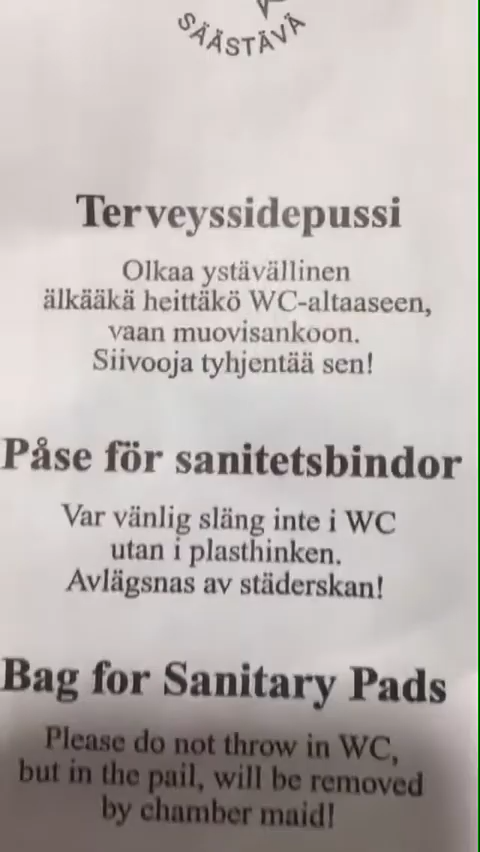 SÄÄSTÄVÄ
Terveyssidepussi
Olkaa ystävällinen
älkääkä heittäkö WC-altaaseen,
vaan muovisankoon.
Siivooja tyhjentää sen!
Påse för sanitetsbindor
Var vänlig släng inte i WC
utan i plasthinken.
Avlägsnas av städerskan!
Bag for Sanitary Pads
Please do not throw in WC,
but in the pail, will be removed
by chamber maid!